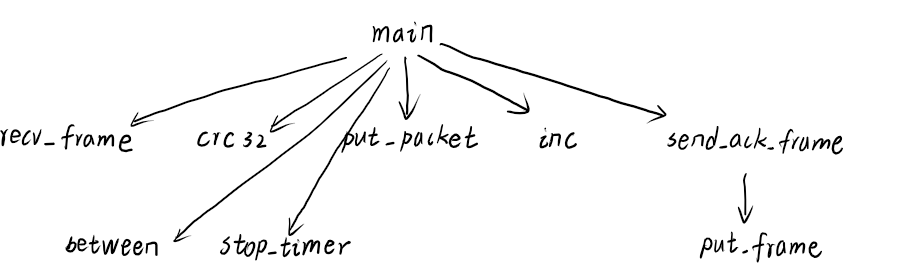 main
recv_frame crc32 put_packet inc send_ack_frame
between stop_timer put_frame